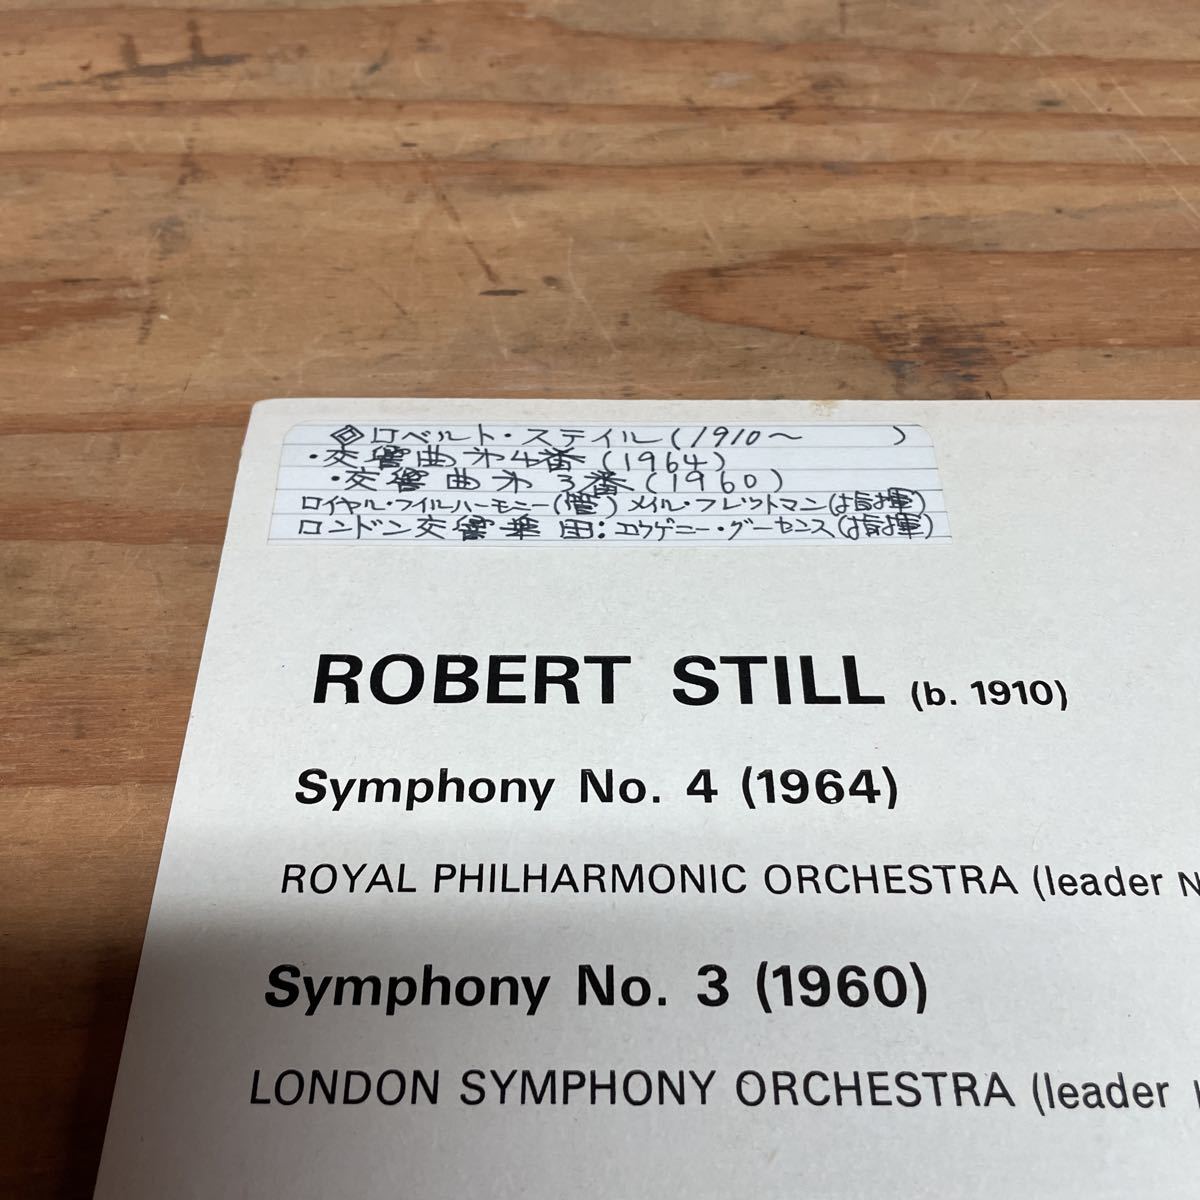 ◈ロベルト・スティル(1910〜 )
・交響曲第4番(1964)
・交響曲第3番(1960)
ロイヤル・フィルハーモニー(管) メイル・フレットマン(指揮)
ロンドン交響楽団:エウゲニー・グーセンス(指揮)
ROBERT STILL (b. 1910)
Symphony No. 4 (1964)
ROYAL PHILHARMONIC ORCHESTRA (leader N
Symphony No. 3 (1960)
LONDON SYMPHONY ORCHESTRA (leader